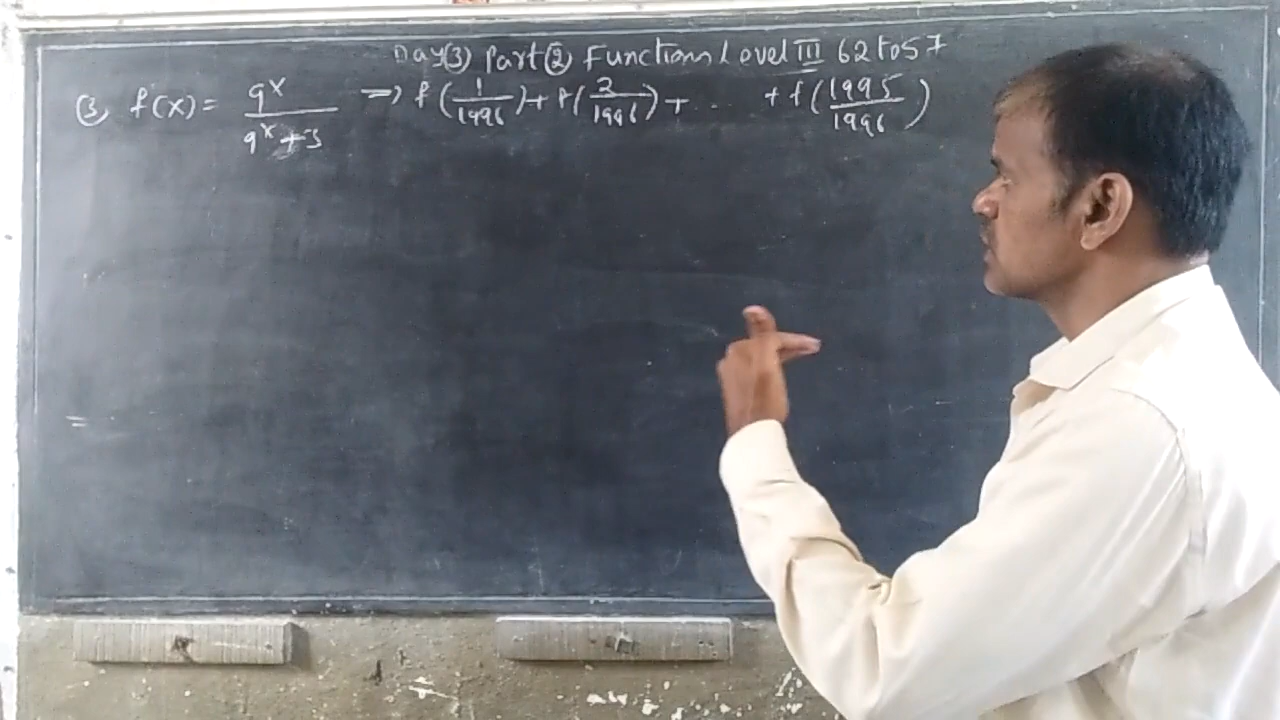 Day(3) Part ② Functions Level III 62 to 57
(3) f(x) = 9^x / (9^x + 3) ⇒ f(1/1996) + f(2/1996) + .. + f(1995/1996)